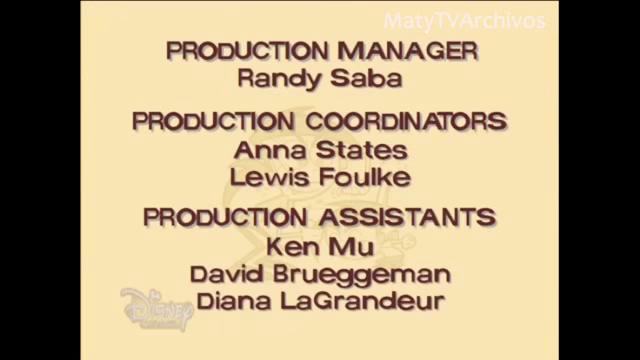 MatyTVArchivos
PRODUCTION MANAGER
Randy Saba
PRODUCTION COORDINATORS
Anna States
Lewis Foulke
PRODUCTION ASSISTANTS
Ken Mu
David Brueggeman
Diana LaGrandeur
Disney
CHANNEL